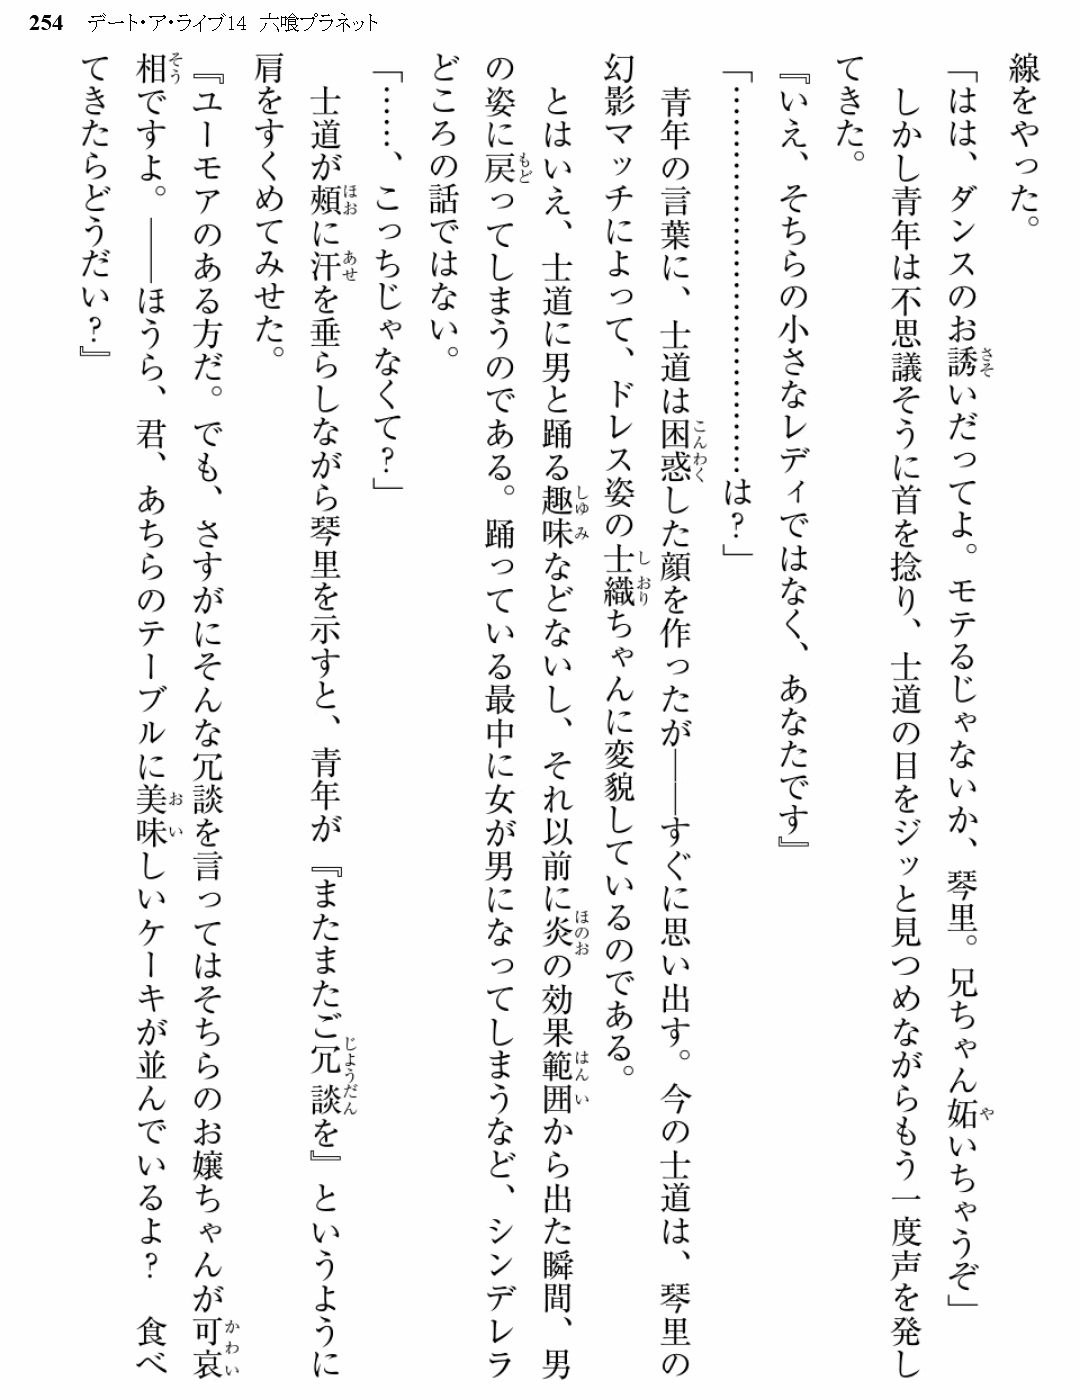 254 デート・ア・ライブ14 六喰プラネット
線をやった。
「はは、ダンスのお誘いだってよ。モテるじゃないか、琴里。兄ちゃん妬いちゃうぞ」
しかし青年は不思議そうに首を捻り、士道の目をジッと見つめながらもう一度声を発し
てきた。
『いえ、そちらの小さなレディではなく、あなたです』
「……………………………………は?」
青年の言葉に、士道は困惑した顔を作ったが――すぐに思い出す。今の士道は、琴里の
幻影マッチによって、ドレス姿の士織ちゃんに変貌しているのである。
とはいえ、士道に男と踊る趣味などないし、それ以前に炎の効果範囲から出た瞬間、男
の姿に戻ってしまうのである。踊っている最中に女が男になってしまうなど、シンデレラ
どころの話ではない。
「……、こっちじゃなくて?」
士道が頰に汗を垂らしながら琴里を示すと、青年が『またまたご冗談を』というように
肩をすくめてみせた。
『ユーモアのある方だ。でも、さすがにそんな冗談を言ってはそちらのお嬢ちゃんが可哀
相ですよ。――ほうら、君、あちらのテーブルに美味しいケーキが並んでいるよ? 食べ
てきたらどうだい?』